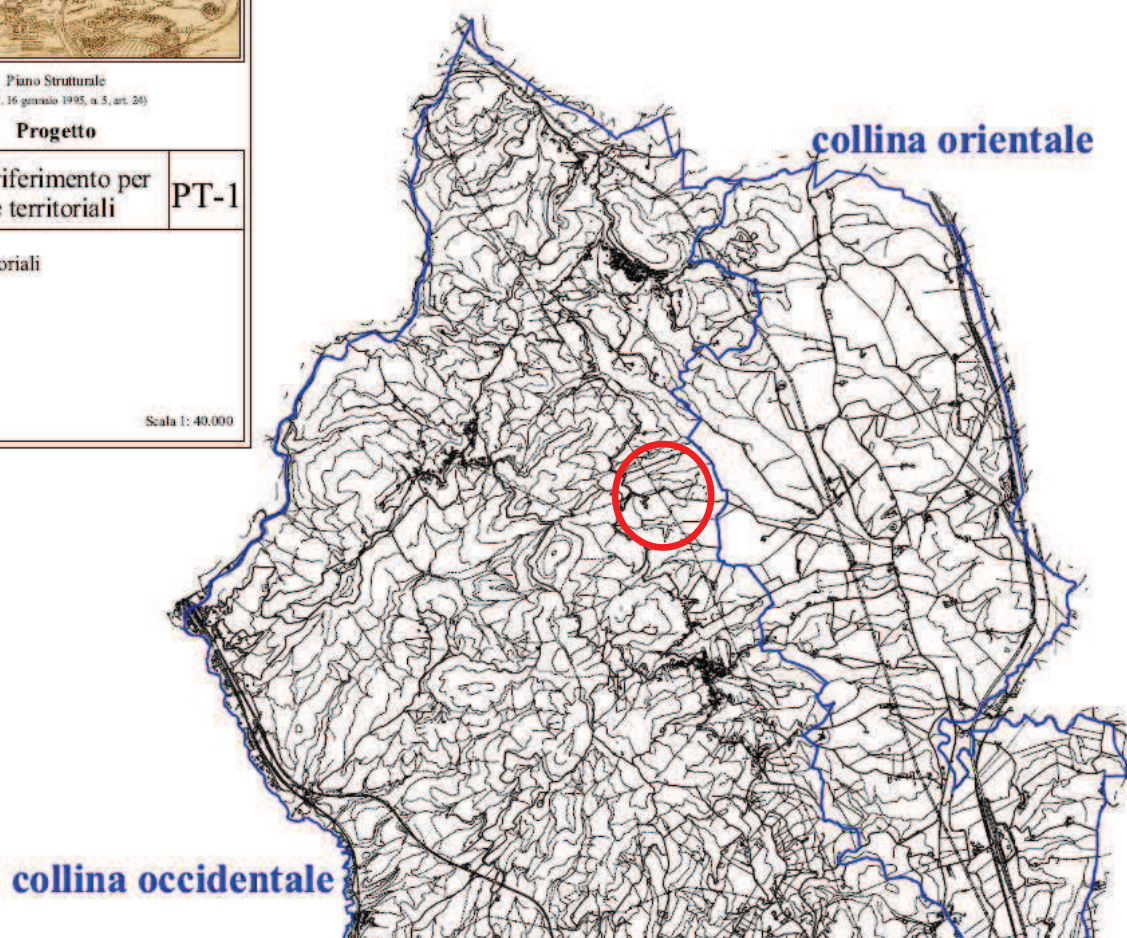 Piano Strutturale
. 16 gennaio 1995, n. 5, art. 24)
Progetto
riferimento per
e territoriali
PT-1
oriali
Scala 1: 40.000
collina orientale
collina occidentale